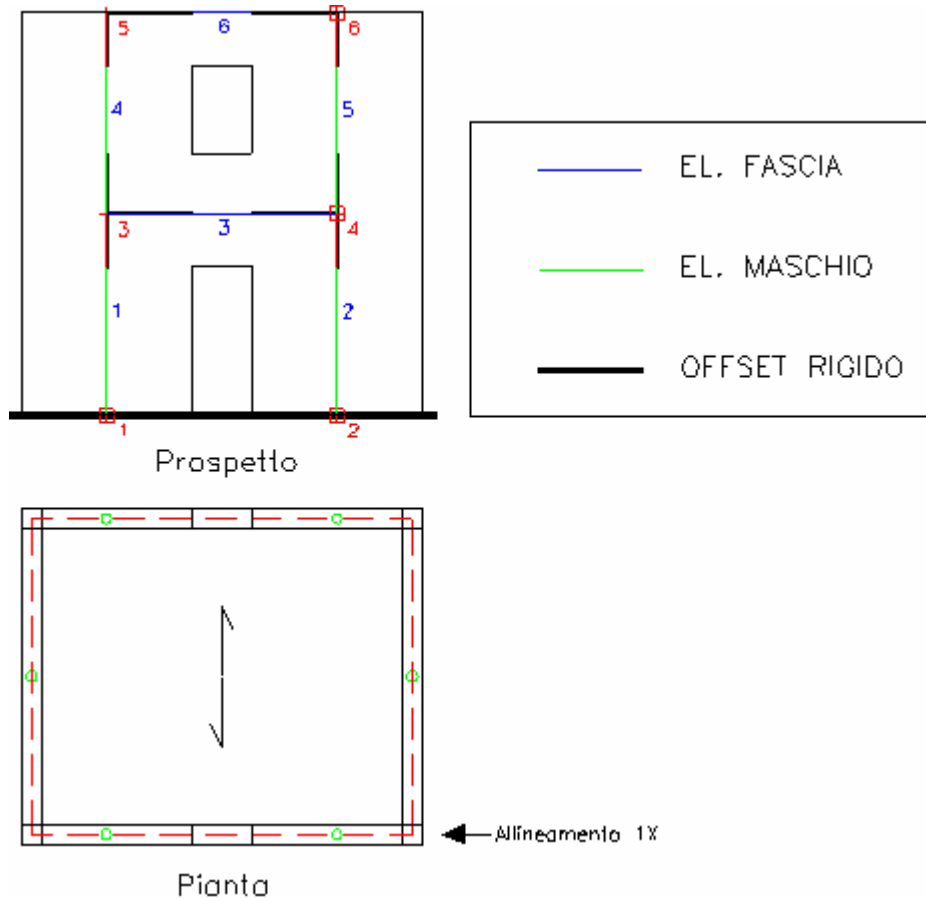 5
6
6
4
5
3
3
4
1
2
1
2
Prospetto
EL. FASCIA
EL. MASCHIO
OFFSET RIGIDO
Allineamento 1X
Pianta